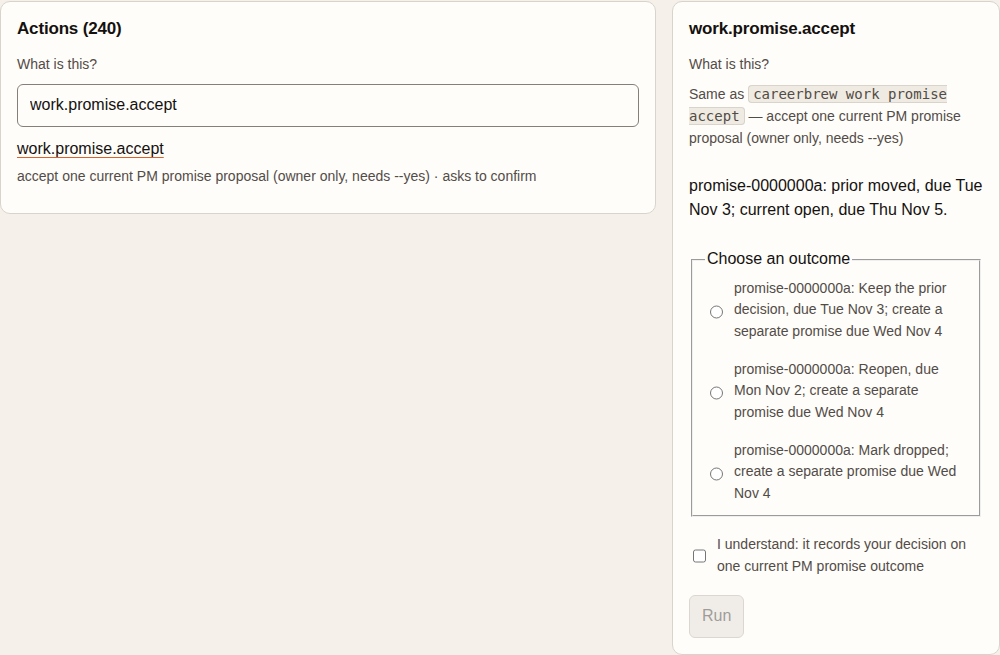 Actions (240)
What is this?
work.promise.accept
work.promise.accept
accept one current PM promise proposal (owner only, needs --yes) · asks to confirm
work.promise.accept
What is this?
Same as careerbrew work promise
accept — accept one current PM promise
proposal (owner only, needs --yes)
promise-0000000a: prior moved, due Tue
Nov 3; current open, due Thu Nov 5.
Choose an outcome
promise-0000000a: Keep the prior
decision, due Tue Nov 3; create a
separate promise due Wed Nov 4
promise-0000000a: Reopen, due
Mon Nov 2; create a separate
promise due Wed Nov 4
promise-0000000a: Mark dropped;
create a separate promise due Wed
Nov 4
I understand: it records your decision on
one current PM promise outcome
Run